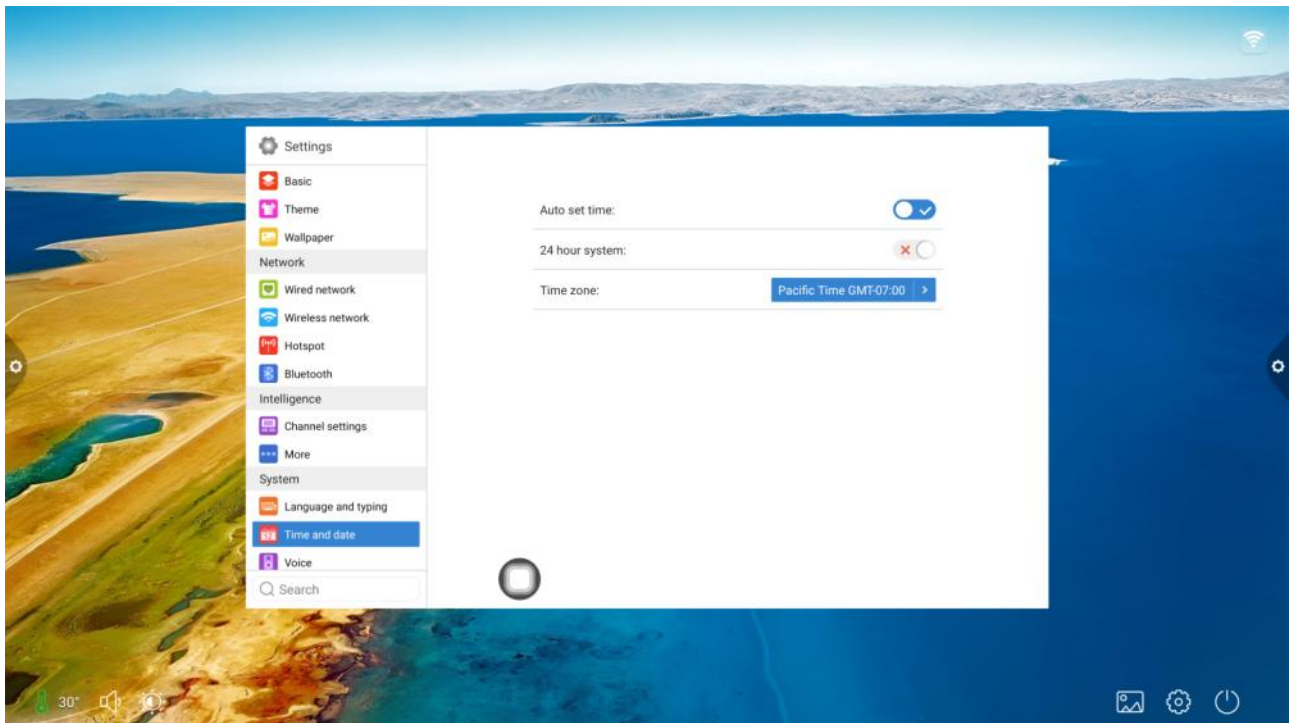 Settings
Basic
Theme
Wallpaper
Network
Wired network
Wireless network
Hotspot
Bluetooth
Intelligence
Channel settings
More
System
Language and typing
12
Time and date
Voice
Search
Auto set time:
24 hour system:
Time zone:
Pacific Time GMT-07:00 >
30°